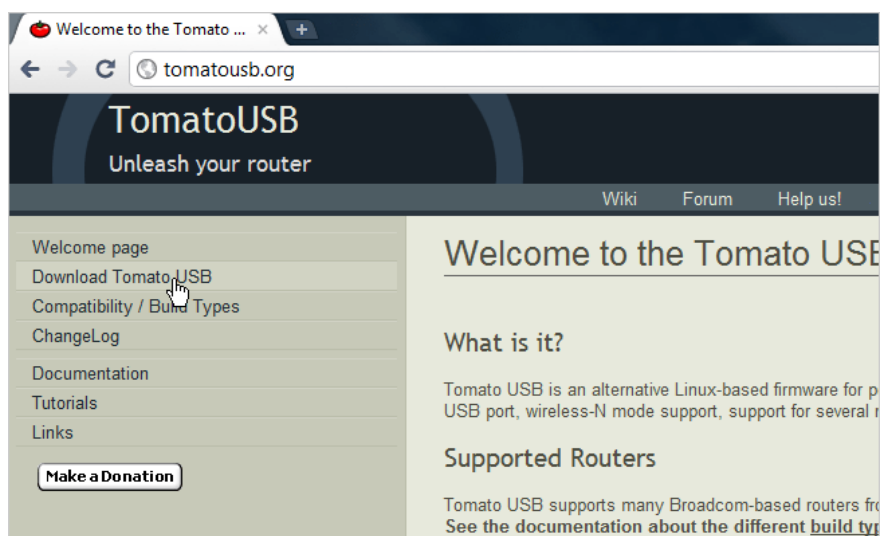 Welcome to the Tomato ...
tomatousb.org
TomatoUSB
Unleash your router
Wiki Forum Help us!
Welcome page
Download Tomato USB
Compatibility / Build Types
ChangeLog
Documentation
Tutorials
Links
Make a Donation
Welcome to the Tomato USB
What is it?
Tomato USB is an alternative Linux-based firmware for
USB port, wireless-N mode support, support for several
Supported Routers
Tomato USB supports many Broadcom-based routers
See the documentation about the different build